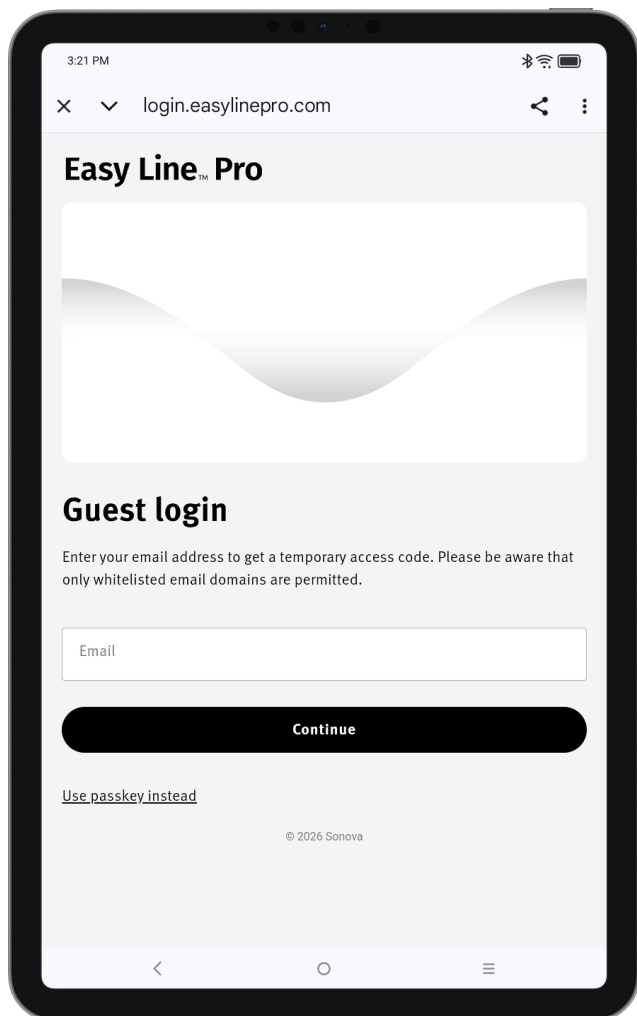 3:21 PM
login.easylinepro.com
Easy Line™ Pro
Guest login
Enter your email address to get a temporary access code. Please be aware that
only whitelisted email domains are permitted.
Email
Continue
Use passkey instead
© 2026 Sonova